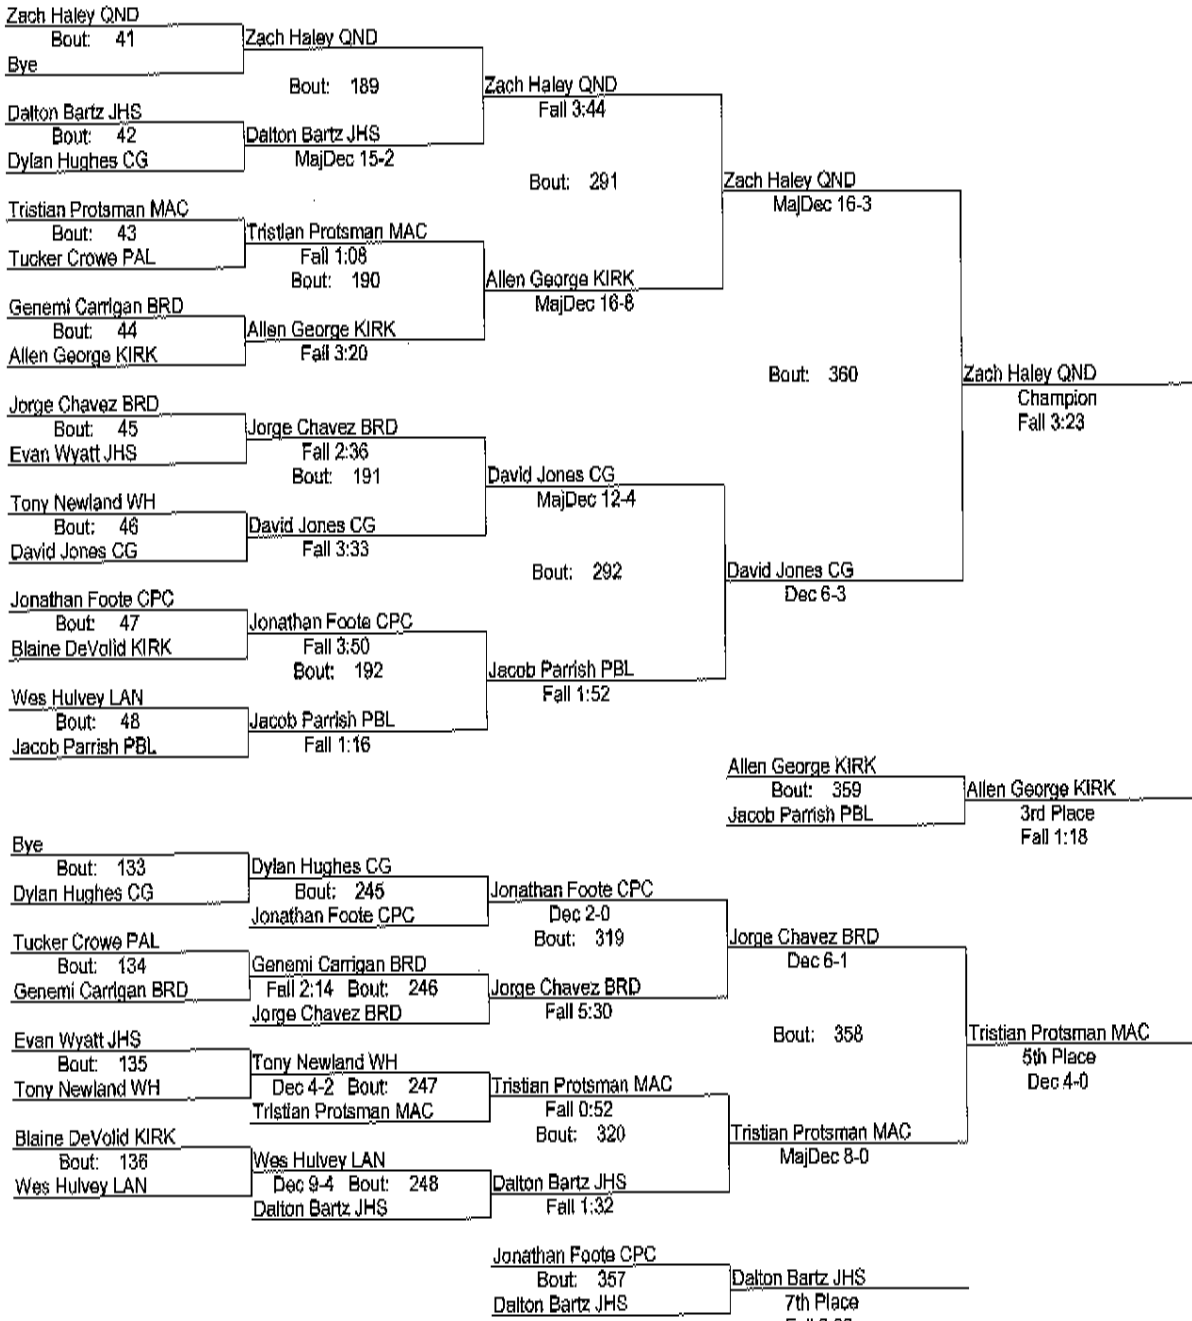 Zach Haley QND
Bout: 41
Zach Haley QND
Bye
Bout: 189
Zach Haley QND
Fall 3:44
Dalton Bartz JHS
Bout: 42
Dalton Bartz JHS
MajDec 15-2
Dylan Hughes CG
Bout: 291
Zach Haley QND
MajDec 16-3
Tristian Protsman MAC
Bout: 43
Tristian Protsman MAC
Tucker Crowe PAL
Fall 1:08
Bout: 190
Allen George KIRK
MajDec 16-8
Genemi Carrigan BRD
Bout: 44
Allen George KIRK
Allen George KIRK
Fall 3:20
Bout: 360
Zach Haley QND
Champion
Fall 3:23
Jorge Chavez BRD
Bout: 45
Jorge Chavez BRD
Evan Wyatt JHS
Fall 2:36
Bout: 191
David Jones CG
MajDec 12-4
Tony Newland WH
Bout: 46
David Jones CG
David Jones CG
Fall 3:33
Bout: 292
David Jones CG
Dec 6-3
Jonathan Foote CPC
Bout: 47
Jonathan Foote CPC
Blaine DeVolid KIRK
Fall 3:50
Bout: 192
Jacob Parrish PBL
Fall 1:52
Wes Hulvey LAN
Bout: 48
Jacob Parrish PBL
Jacob Parrish PBL
Fall 1:16
Allen George KIRK
Bout: 359
Allen George KIRK
Jacob Parrish PBL
3rd Place
Fall 1:18
Bye
Bout: 133
Dylan Hughes CG
Dylan Hughes CG
Bout: 245
Jonathan Foote CPC
Jonathan Foote CPC
Dec 2-0
Bout: 319
Jorge Chavez BRD
Dec 6-1
Tucker Crowe PAL
Bout: 134
Genemi Carrigan BRD
Genemi Carrigan BRD
Fall 2:14 Bout: 246
Jorge Chavez BRD
Jorge Chavez BRD
Fall 5:30
Bout: 358
Tristian Protsman MAC
5th Place
Dec 4-0
Evan Wyatt JHS
Bout: 135
Tony Newland WH
Tony Newland WH
Dec 4-2 Bout: 247
Tristian Protsman MAC
Tristian Protsman MAC
Fall 0:52
Bout: 320
Tristian Protsman MAC
MajDec 8-0
Blaine DeVolid KIRK
Bout: 136
Wes Hulvey LAN
Wes Hulvey LAN
Dec 9-4 Bout: 248
Dalton Bartz JHS
Dalton Bartz JHS
Fall 1:32
Jonathan Foote CPC
Bout: 357
Dalton Bartz JHS
Dalton Bartz JHS
7th Place